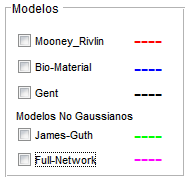 Modelos
Mooney_Rivlin
Bio-Material
Gent
Modelos No Gaussianos
James-Guth
Full-Network